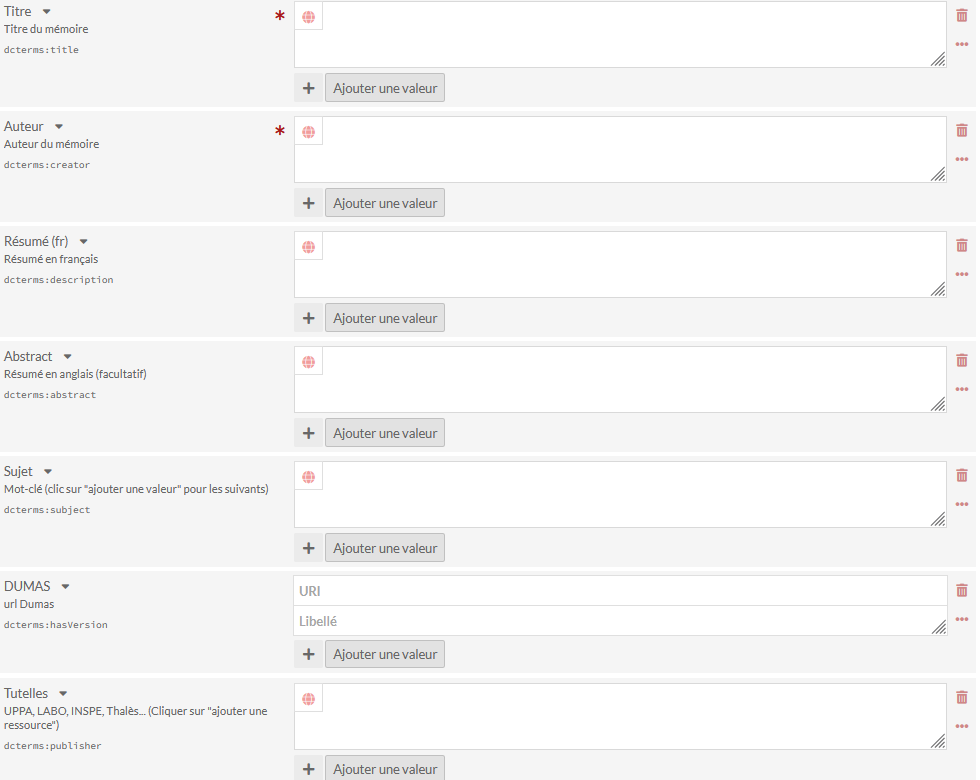 Titre
Titre du mémoire
dcterms:title
Ajouter une valeur
Auteur
Auteur du mémoire
dcterms:creator
Ajouter une valeur
Résumé (fr)
Résumé en français
dcterms:description
Ajouter une valeur
Abstract
Résumé en anglais (facultatif)
dcterms:abstract
Ajouter une valeur
Sujet
Mot-clé (clic sur "ajouter une valeur" pour les suivants)
dcterms:subject
Ajouter une valeur
DUMAS
url Dumas
dcterms:hasVersion
URI
Libellé
Ajouter une valeur
Tutelles
UPPA, LABO, INSPE, Thalès... (Cliquer sur "ajouter une
ressource")
dcterms:publisher
Ajouter une valeur